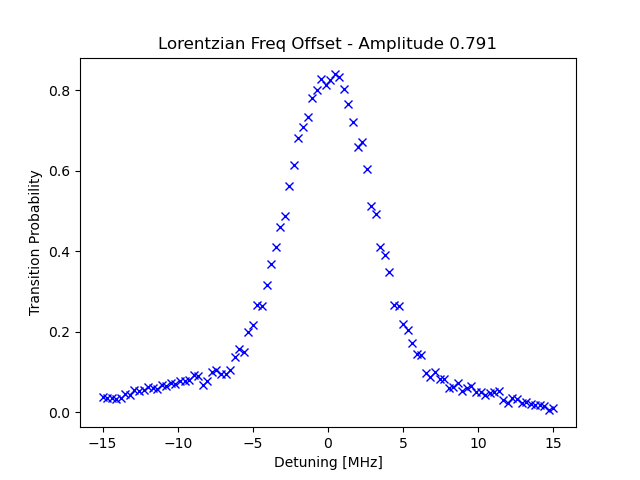 Lorentzian Freq Offset - Amplitude 0.791
Transition Probability
0.8
0.6
0.4
0.2
0.0
−15 −10 −5 0 5 10 15
Detuning [MHz]